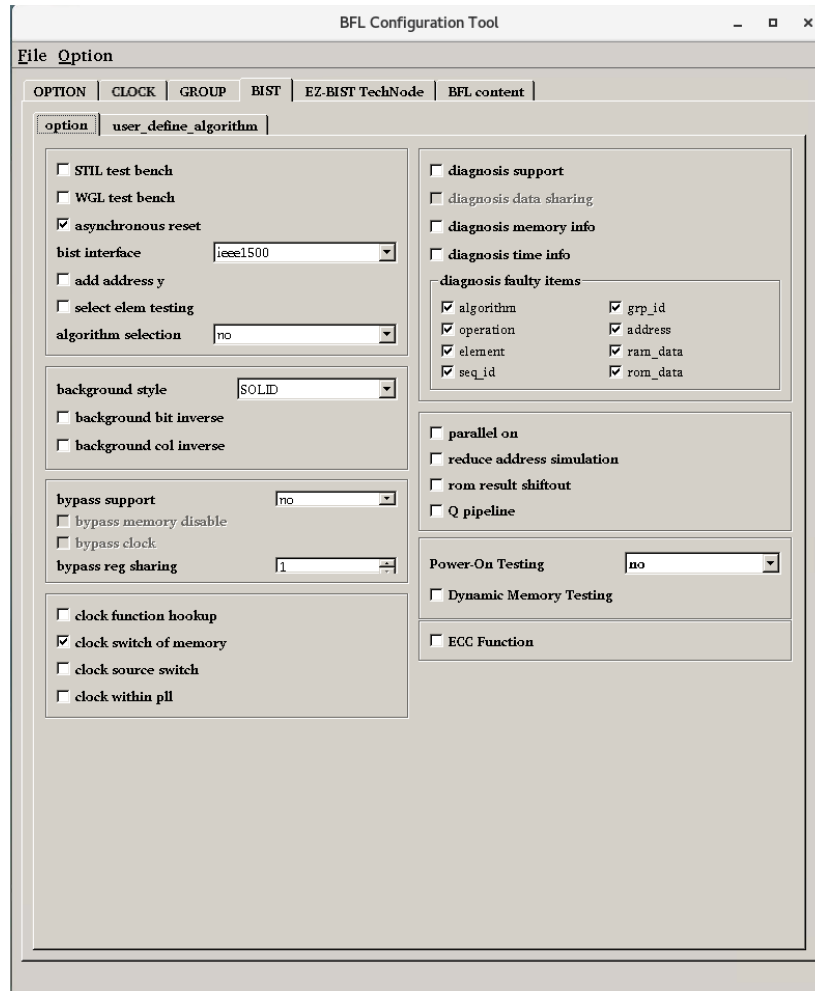 BFL Configuration Tool
File Option
OPTION CLOCK GROUP BIST EZ-BIST TechNode BFL content
option user_define_algorithm
STIL test bench
WGL test bench
asynchronous reset
bist interface ieee1500
add address y
select elem testing
algorithm selection no
background style SOLID
background bit inverse
background col inverse
bypass support no
bypass memory disable
bypass clock
bypass reg sharing 1
clock function hookup
clock switch of memory
clock source switch
clock within pll
diagnosis support
diagnosis data sharing
diagnosis memory info
diagnosis time info
diagnosis faulty items
algorithm grp_id
operation address
element ram_data
seq_id rom_data
parallel on
reduce address simulation
rom result shiftout
Q pipeline
Power-On Testing no
Dynamic Memory Testing
ECC Function